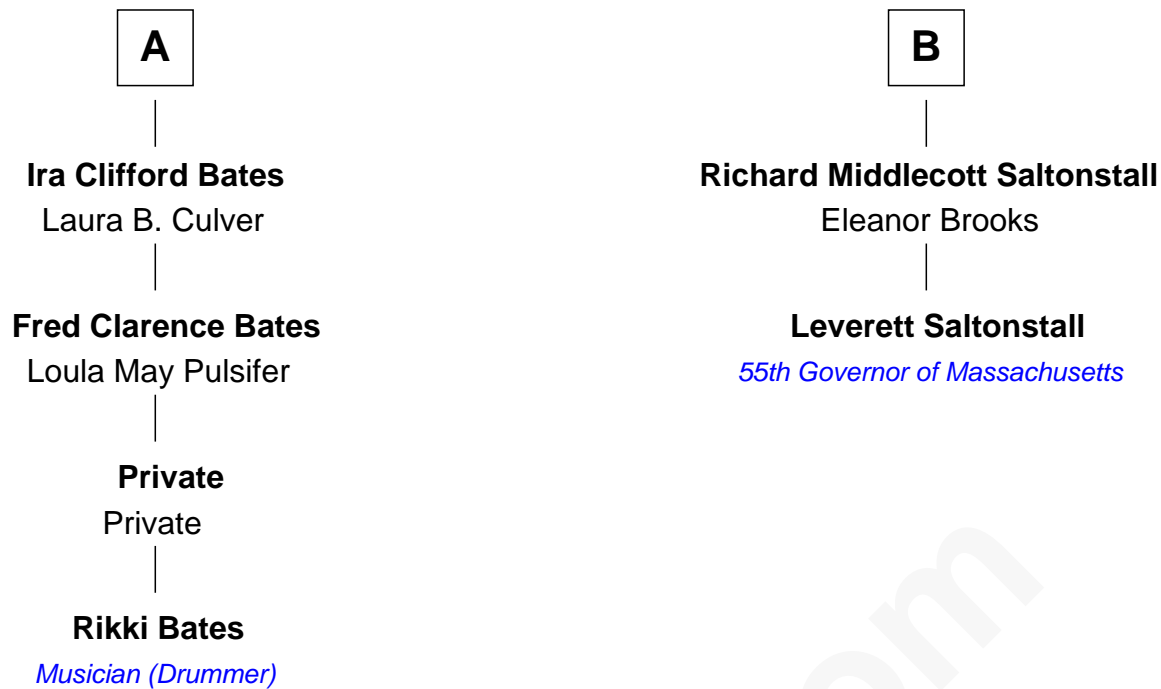 A
Ira Clifford Bates
Laura B. Culver
Fred Clarence Bates
Loula May Pulsifer
Private
Private
Rikki Bates
Musician (Drummer)
B
Richard Middlecott Saltonstall
Eleanor Brooks
Leverett Saltonstall
55th Governor of Massachusetts
om